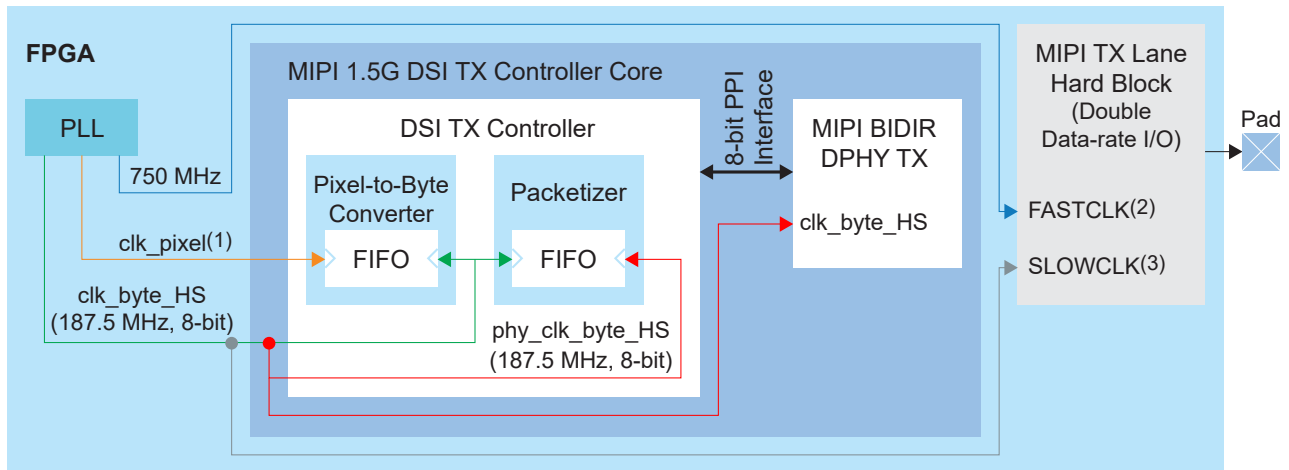 FPGA
PLL
750 MHz
clk_pixel(1)
clk_byte_HS
(187.5 MHz, 8-bit)
MIPI 1.5G DSI TX Controller Core
DSI TX Controller
Pixel-to-Byte
Converter
FIFO
Packetizer
FIFO
phy_clk_byte_HS
(187.5 MHz, 8-bit)
8-bit PPI
Interface
MIPI BIDIR
DPHY TX
clk_byte_HS
MIPI TX Lane
Hard Block
(Double
Data-rate I/O)
FASTCLK(2)
SLOWCLK(3)
Pad